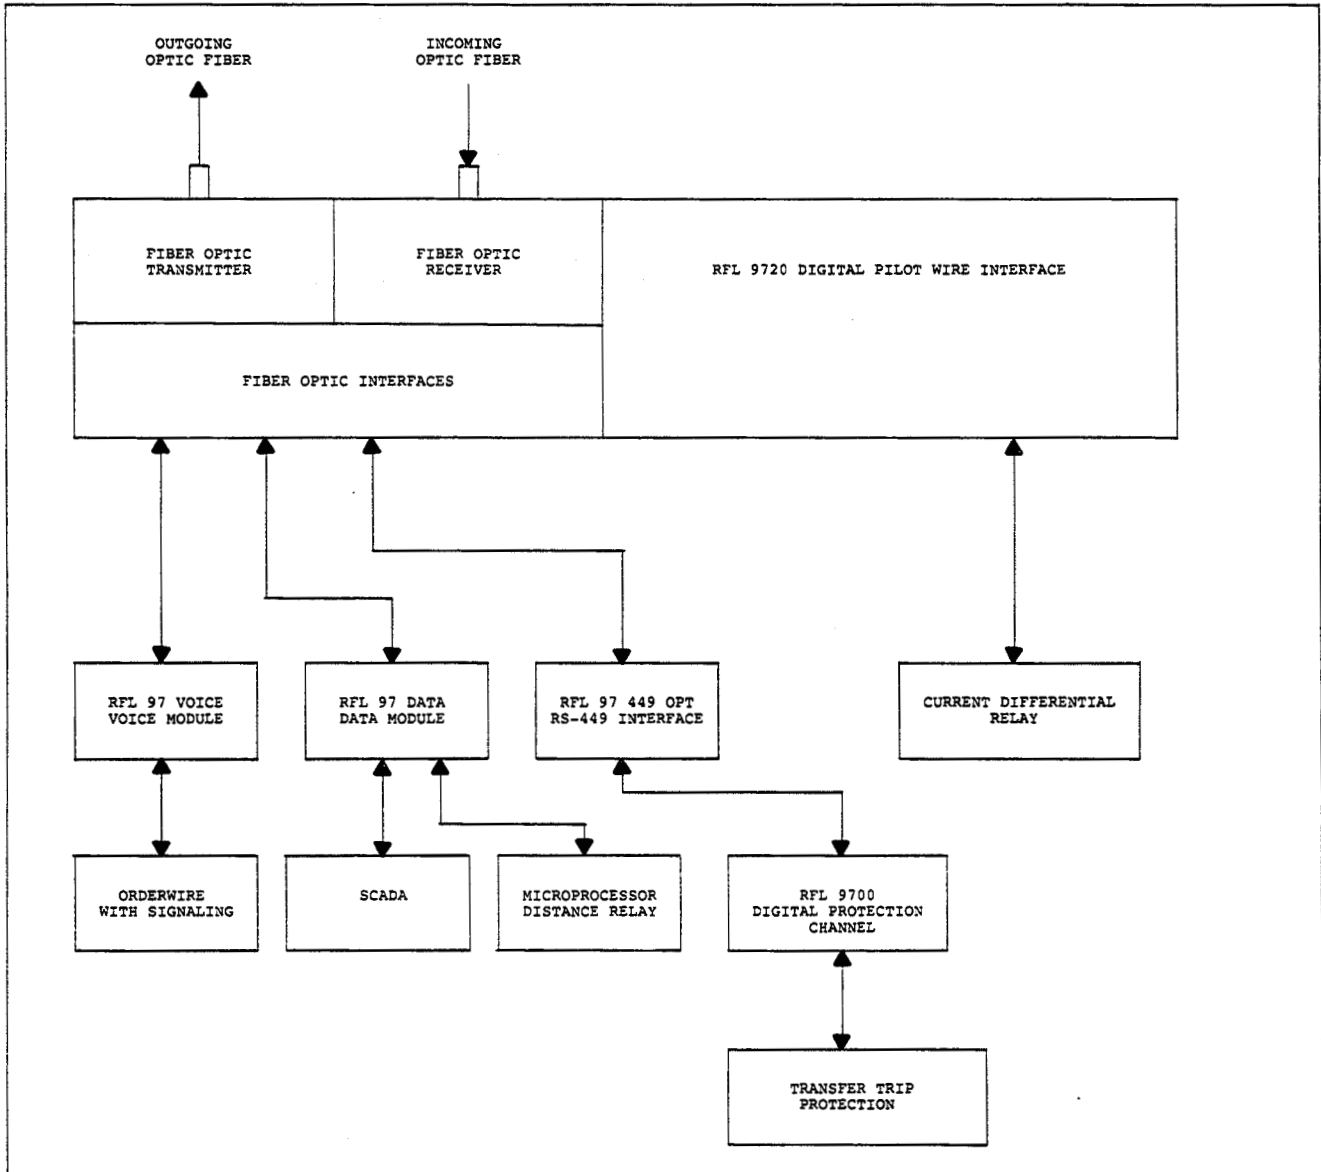 OUTGOING
OPTIC FIBER
INCOMING
OPTIC FIBER
FIBER OPTIC
TRANSMITTER
FIBER OPTIC
RECEIVER
RFL 9720 DIGITAL PILOT WIRE INTERFACE
FIBER OPTIC INTERFACES
RFL 97 VOICE
VOICE MODULE
RFL 97 DATA
DATA MODULE
RFL 97 449 OPT
RS-449 INTERFACE
CURRENT DIFFERENTIAL
RELAY
ORDERWIRE
WITH SIGNALING
SCADA
MICROPROCESSOR
DISTANCE RELAY
RFL 9700
DIGITAL PROTECTION
CHANNEL
TRANSFER TRIP
PROTECTION